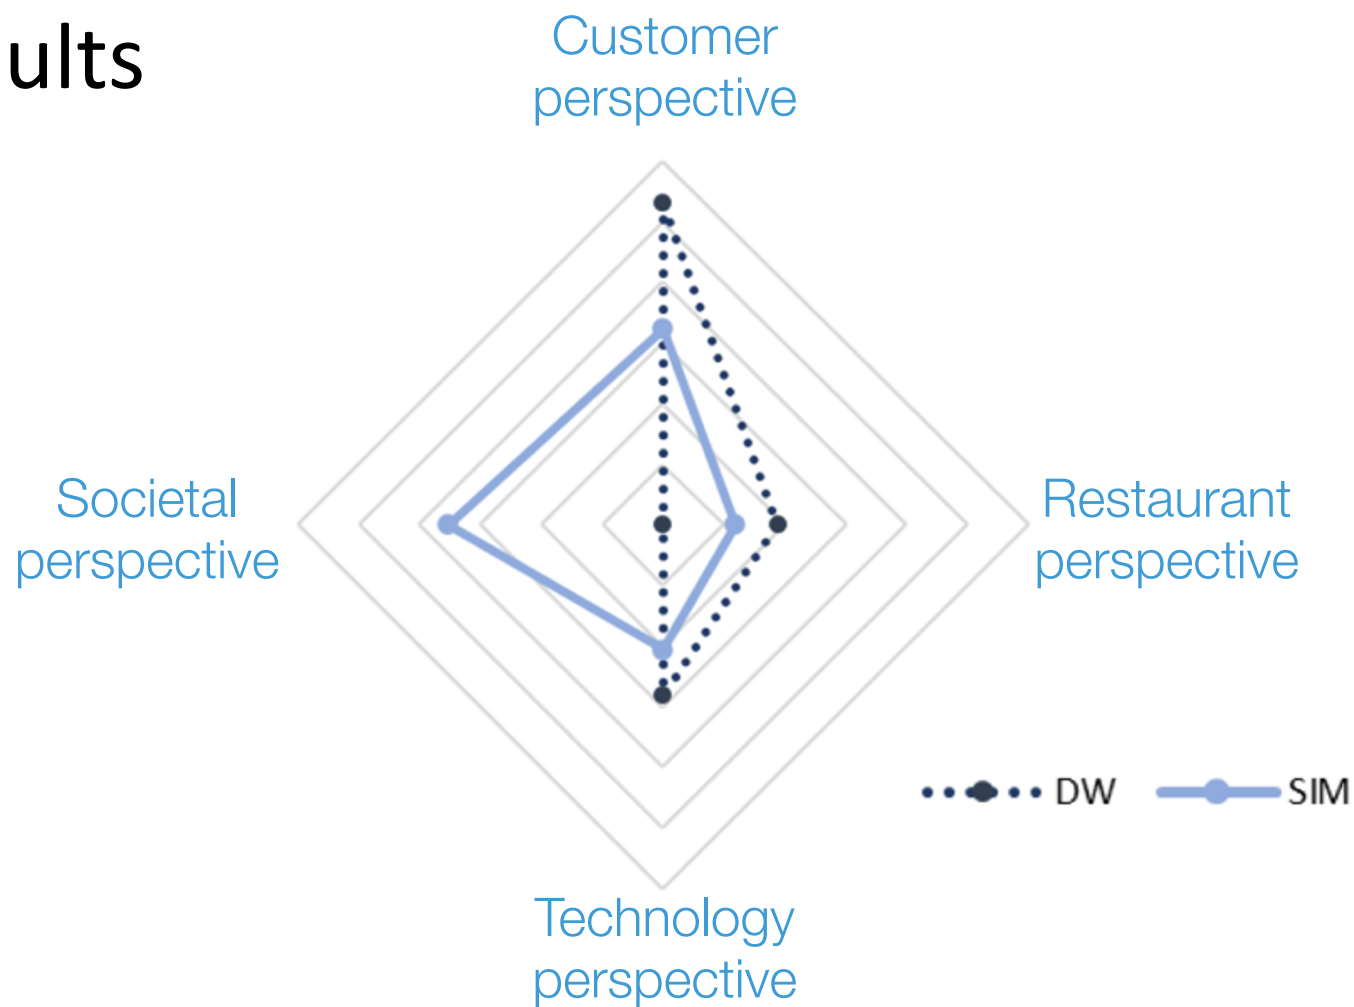 ults
Customer
perspective
Societal
perspective
Restaurant
perspective
DW
SIM
Technology
perspective